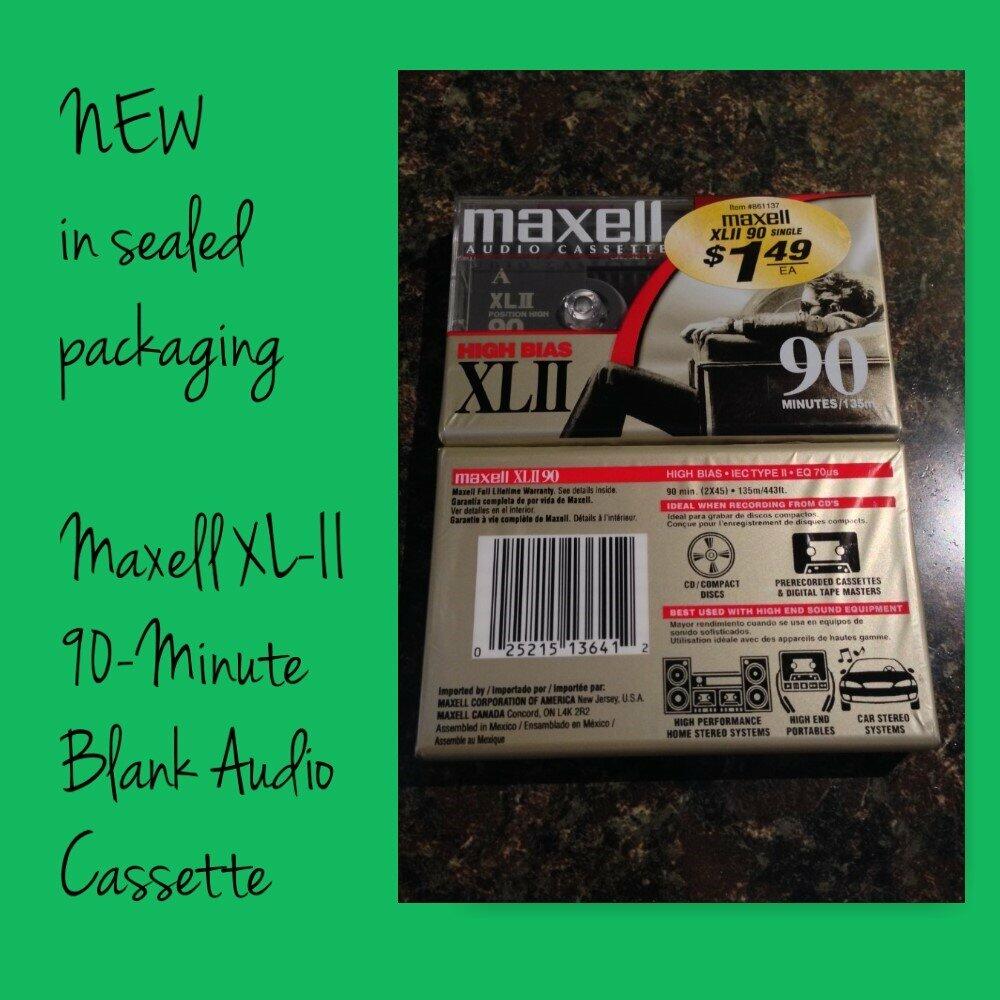 NEW
in sealed
packaging
Maxell XL-II
90-Minute
Blank Audio
Cassette
Item #861137
maxell
XLII 90 SINGLE
$1 49
EA
maxell
AUDIO CASSETTE
A
XLII
POSITION HIGH
90
HIGH BIAS
XLII
90
MINUTES/135m
maxell XLII 90
HIGH BIAS • IEC TYPE II • EQ 70µs
Maxell Full Lifetime Warranty. See details inside.
Garantía completa de por vida de Maxell.
Ver detalles en el interior.
Garantie à vie complète de Maxell. Détails à l'intérieur.
90 min. (2X45) • 135m/443ft.
IDEAL WHEN RECORDING FROM CD'S
Ideal para grabar de discos compactos.
Conçue pour l'enregistrement de disques compacts.
CD/COMPACT
DISCS
PRERECORDED CASSETTES
& DIGITAL TAPE MASTERS
BEST USED WITH HIGH END SOUND EQUIPMENT
Mayor rendimiento cuando se usa en equipos de
sonido sofisticados.
Utilisation idéale avec des appareils de hautes gamme.
HIGH PERFORMANCE
HOME STEREO SYSTEMS
HIGH END
PORTABLES
CAR STEREO
SYSTEMS
0 25215 13641 2
Imported by / Importado por / Importée par:
MAXELL CORPORATION OF AMERICA New Jersey, U.S.A.
MAXELL CANADA Concord, ON L4K 2R2
Assembled in Mexico / Ensamblado en México /
Assemble au Mexique